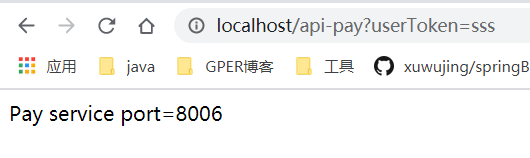 localhost/api-pay?userToken=sss
应用 java GPER博客 工具 xuwujing/springB
Pay service port=8006